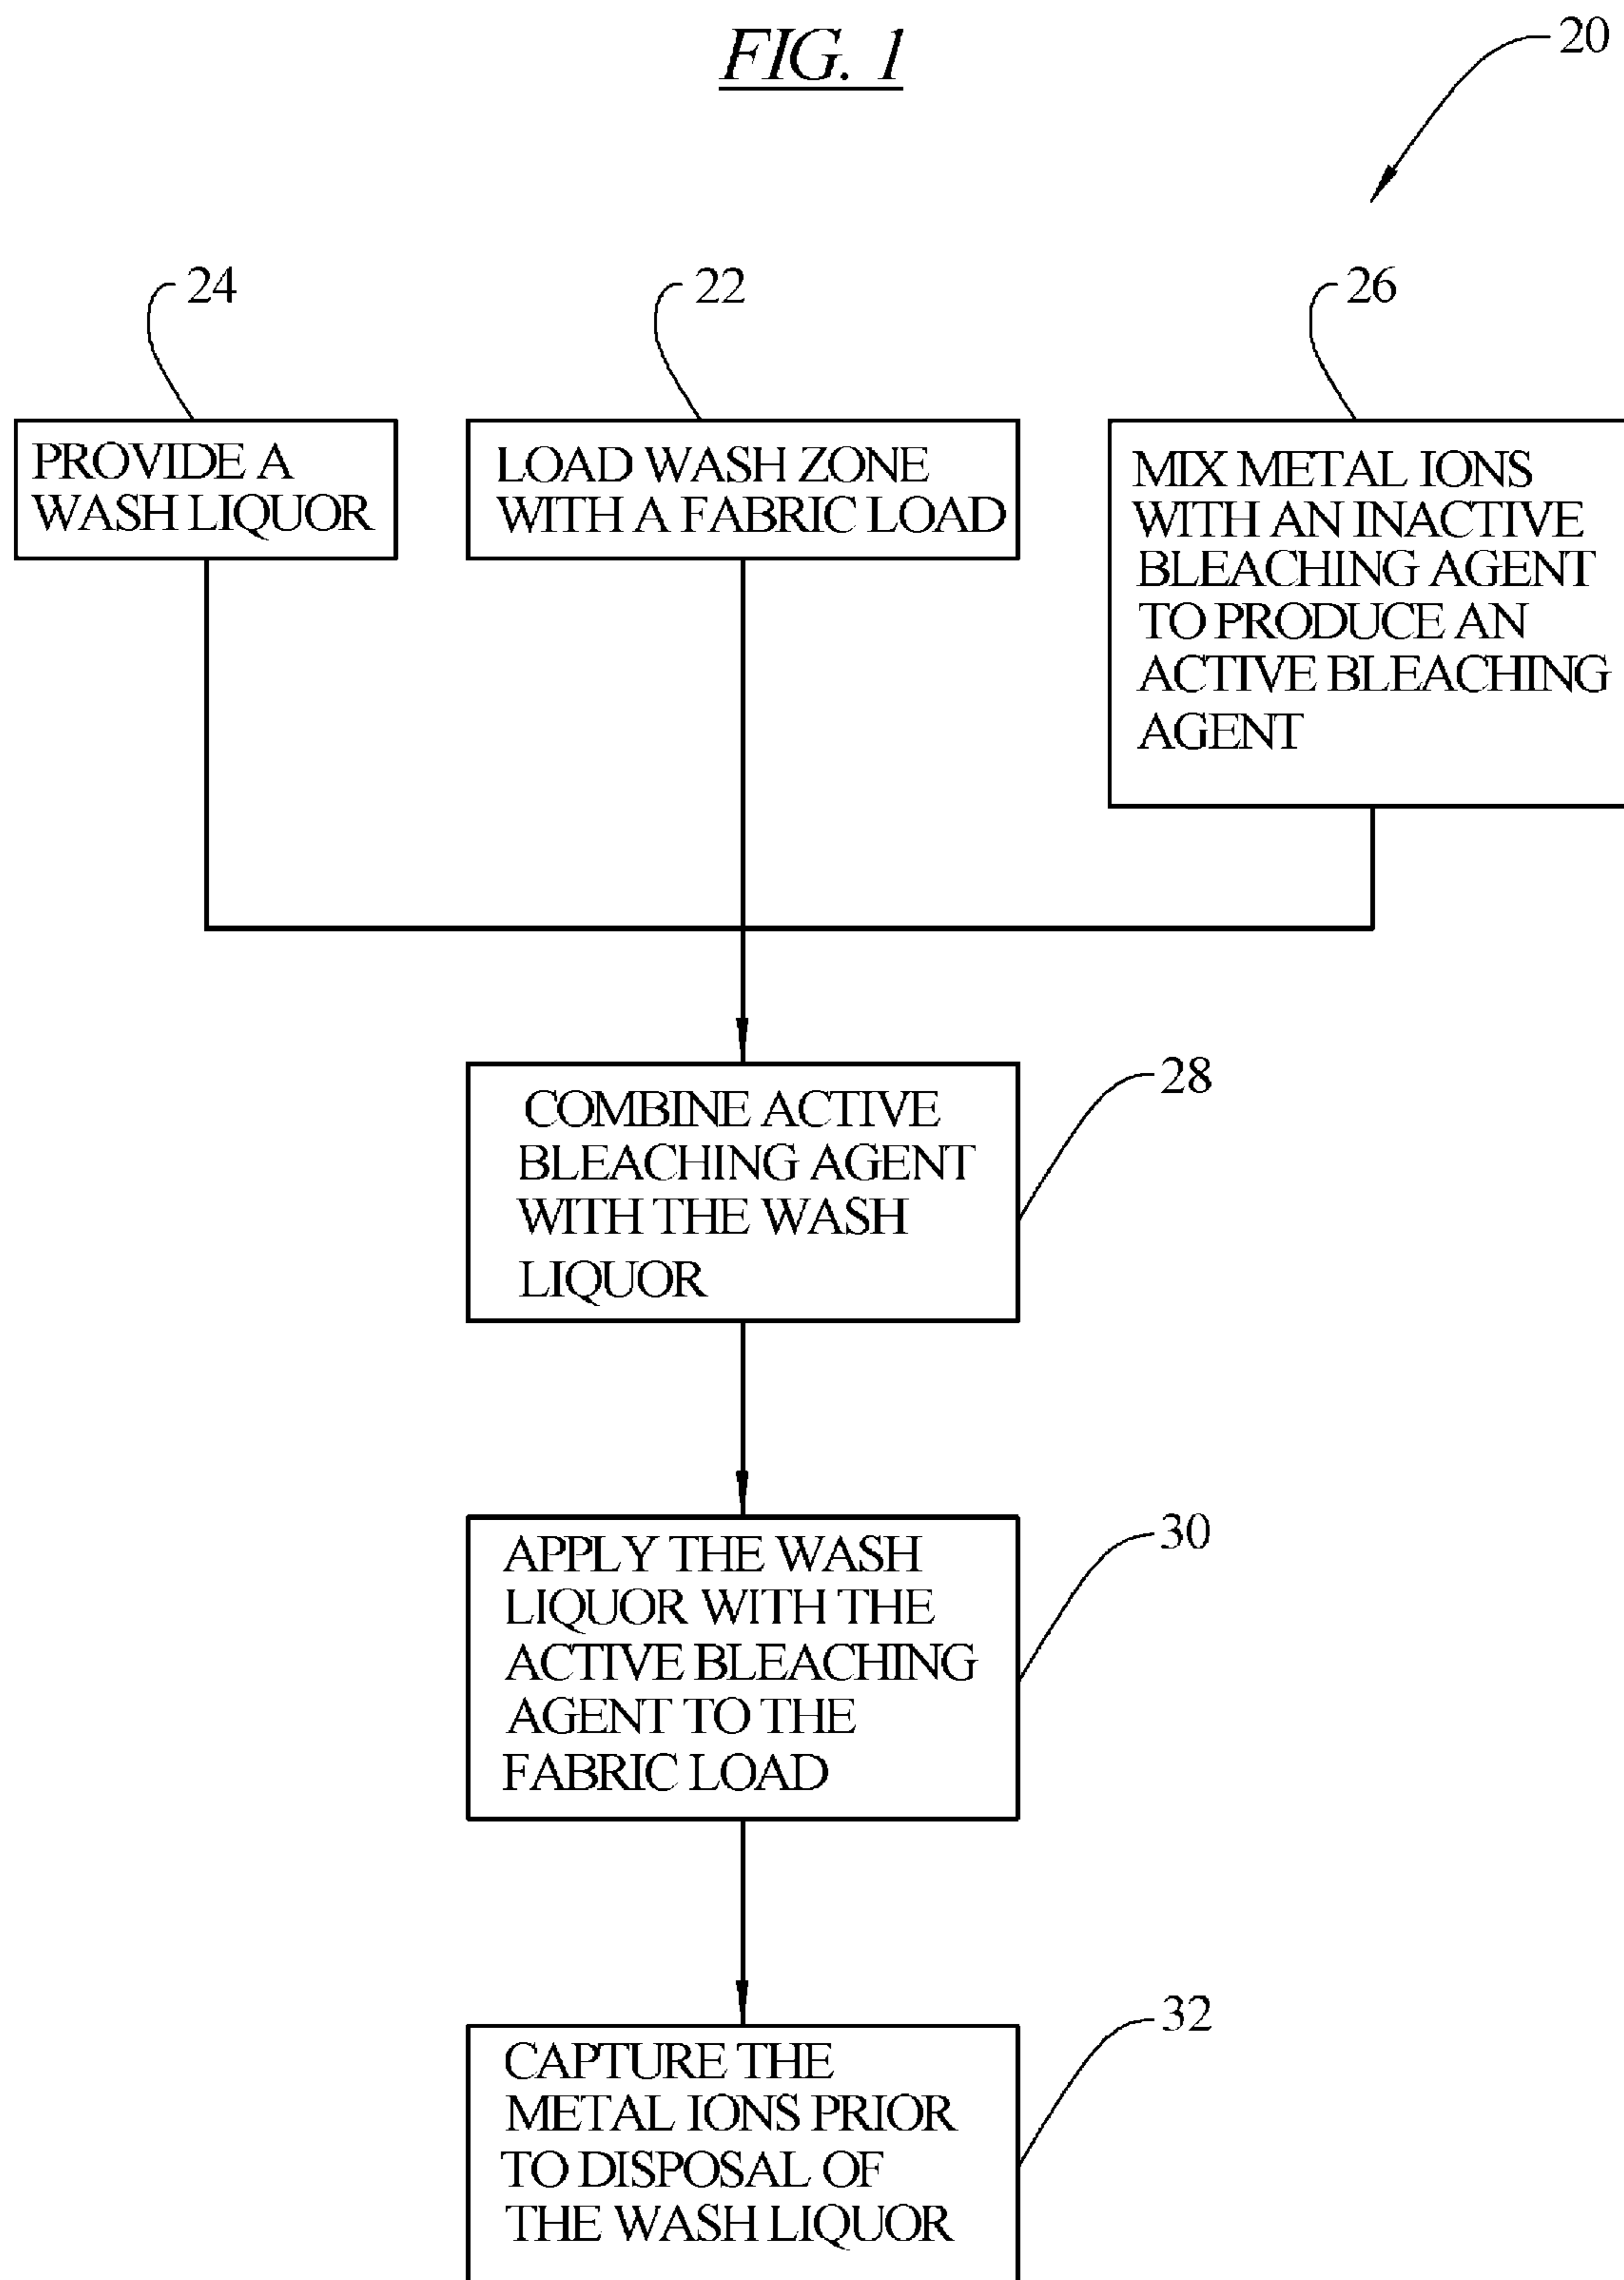 FIG. 1
20
24
22
26
PROVIDE A
WASH LIQUOR
LOAD WASH ZONE
WITH A FABRIC LOAD
MIX METAL IONS
WITH AN INACTIVE
BLEACHING AGENT
TO PRODUCE AN
ACTIVE BLEACHING
AGENT
28
COMBINE ACTIVE
BLEACHING AGENT
WITH THE WASH
LIQUOR
30
APPLY THE WASH
LIQUOR WITH THE
ACTIVE BLEACHING
AGENT TO THE
FABRIC LOAD
32
CAPTURE THE
METAL IONS PRIOR
TO DISPOSAL OF
THE WASH LIQUOR